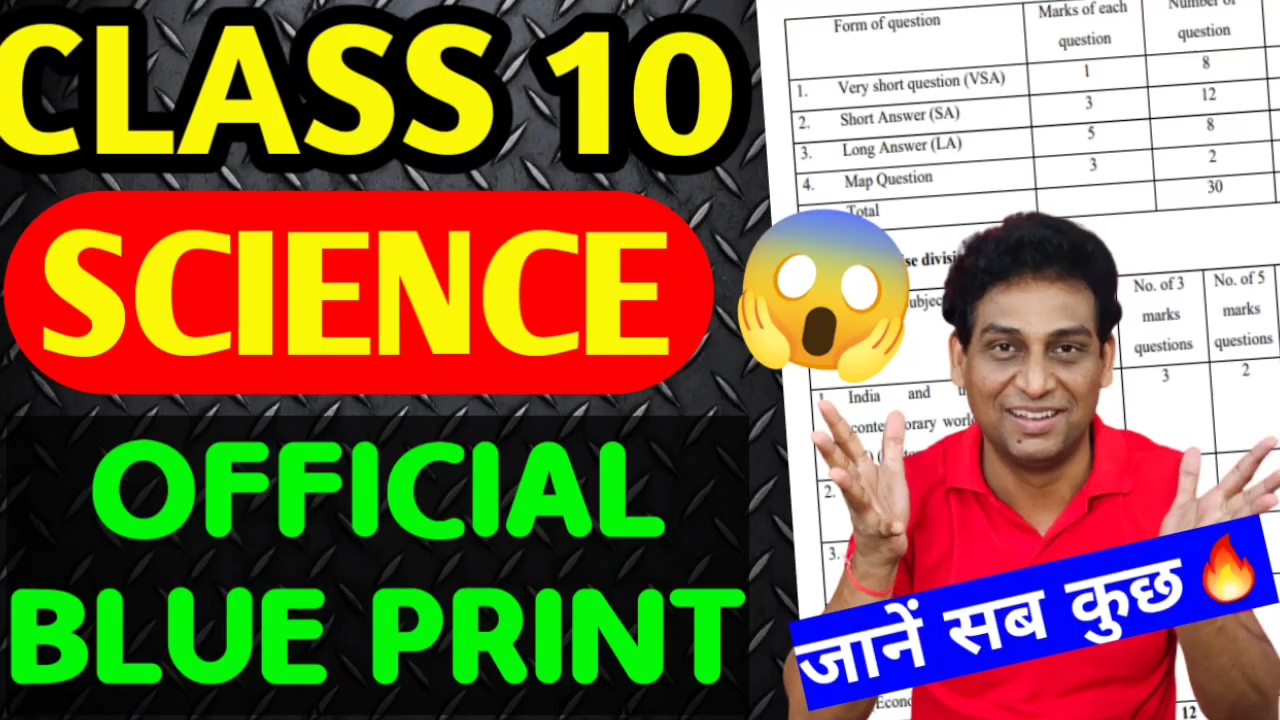 CLASS 10
SCIENCE
OFFICIAL
BLUE PRINT
Form of question
Marks of each
question
Number of
question
1. Very short question (VSA) 1 8
2. Short Answer (SA) 3 12
3. Long Answer (LA) 5 8
4. Map Question 3 2
Total 30
No. of 3
marks
questions
No. of 5
marks
questions
India and
3 2
2.
3.
जानें सब कुछ
12